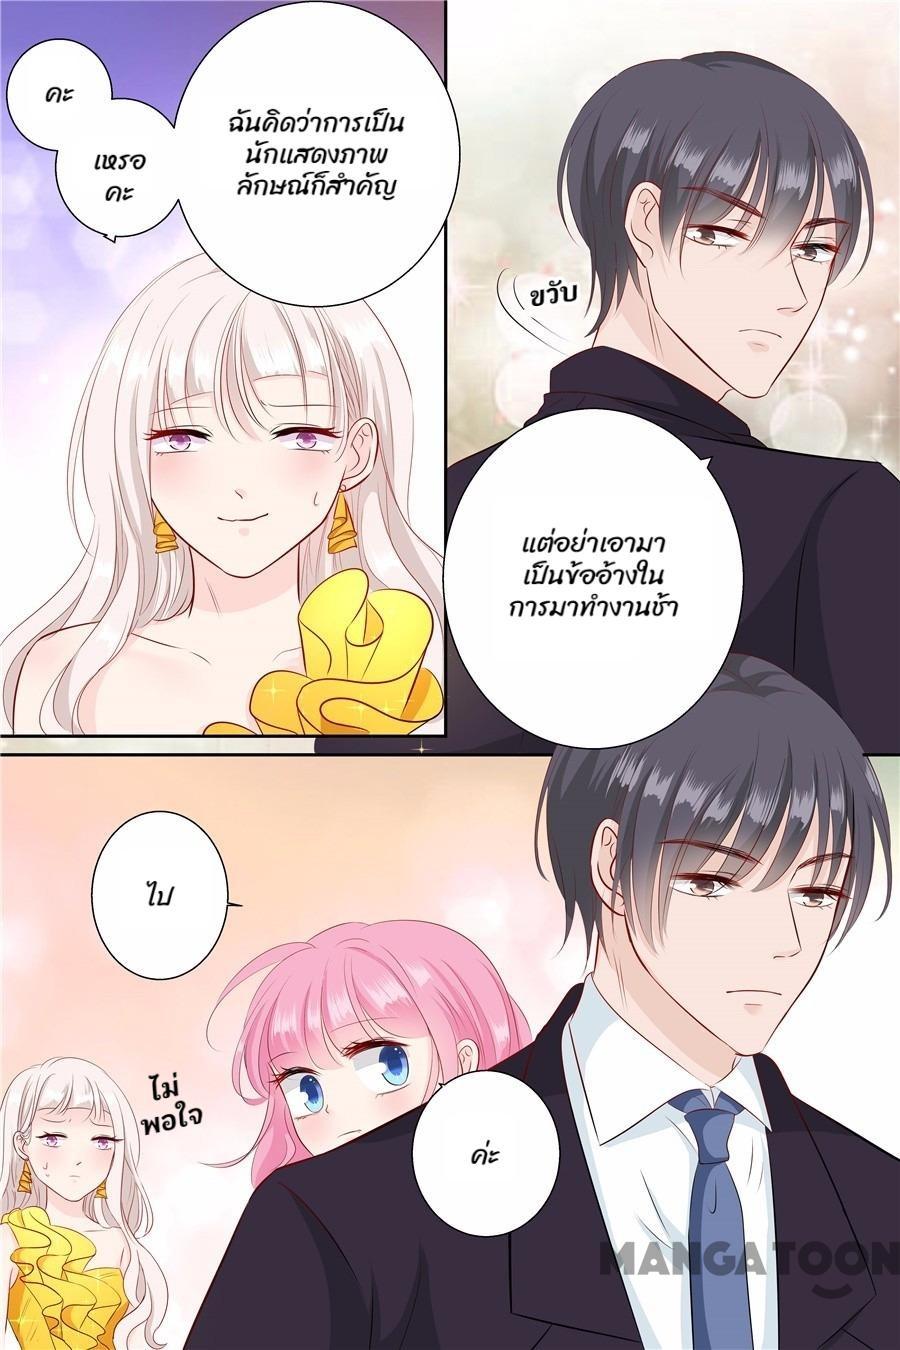 คะ
เหรอ
คะ
ฉันคิดว่าการเป็น
นักแสดงภาพ
ลักษณ์ก็สำคัญ
ขวับ
แต่อย่าเอามา
เป็นข้ออ้างใน
การมาทำงานช้า
ไป
ไม่
พอใจ
ค่ะ
MANGATOON